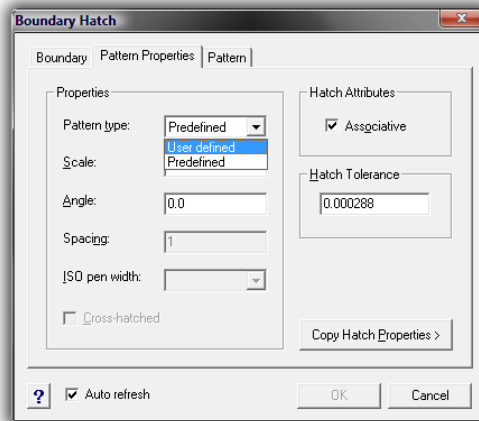 Boundary Hatch
Boundary
Pattern Properties
Pattern
Properties
Pattern type:
Predefined
User defined
Predefined
Scale:
Angle:
0.0
Spacing:
1
ISO pen width:
Cross-hatched
Hatch Attributes
Associative
Hatch Tolerance
0.000288
Copy Hatch Properties >
?
Auto refresh
OK
Cancel